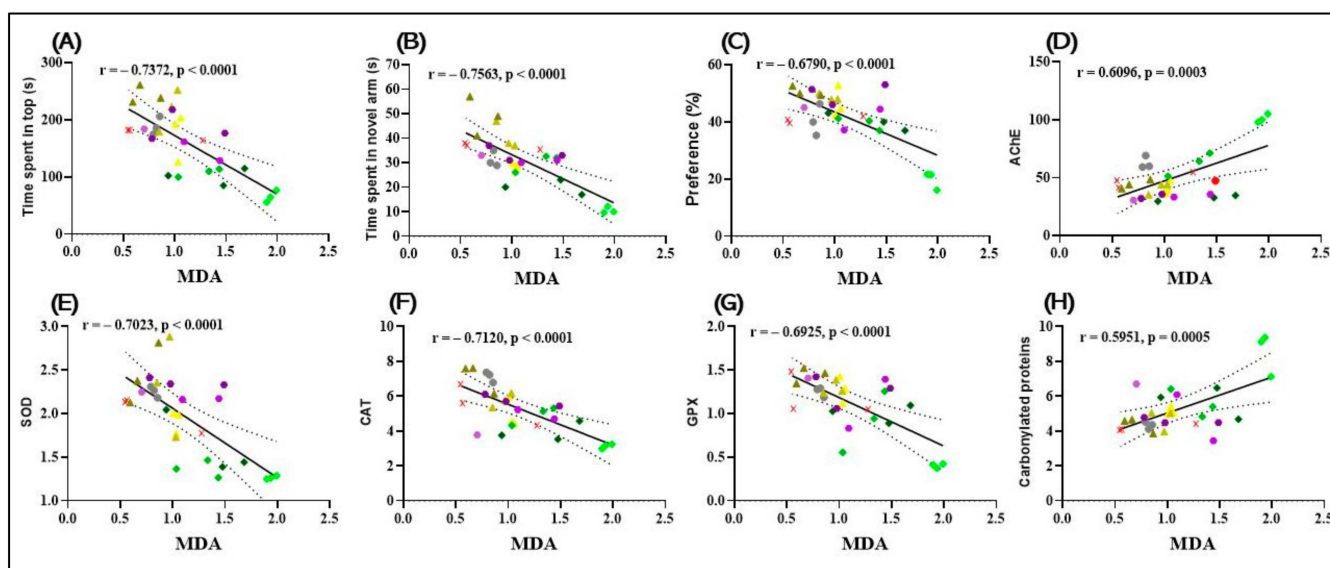 (A)
r = – 0.7372, p < 0.0001
Time spent in top (s)
300
200
100
0
0.0 0.5 1.0 1.5 2.0 2.5
MDA
(B)
r = – 0.7563, p < 0.0001
Time spent in novel arm (s)
70
60
50
40
30
20
10
0
0.0 0.5 1.0 1.5 2.0 2.5
MDA
(C)
r = – 0.6790, p < 0.0001
Preference (%)
60
40
20
0
0.0 0.5 1.0 1.5 2.0 2.5
MDA
(D)
r = 0.6096, p = 0.0003
AChE
150
100
50
0
0.0 0.5 1.0 1.5 2.0 2.5
MDA
(E)
r = – 0.7023, p < 0.0001
SOD
3.0
2.5
2.0
1.5
1.0
0.0 0.5 1.0 1.5 2.0 2.5
MDA
(F)
r = – 0.7120, p < 0.0001
CAT
10
8
6
4
2
0
0.0 0.5 1.0 1.5 2.0 2.5
MDA
(G)
r = – 0.6925, p < 0.0001
GPX
2.0
1.5
1.0
0.5
0.0
0.0 0.5 1.0 1.5 2.0 2.5
MDA
(H)
r = 0.5951, p = 0.0005
Carbonylated proteins
10
8
6
4
2
0
0.0 0.5 1.0 1.5 2.0 2.5
MDA